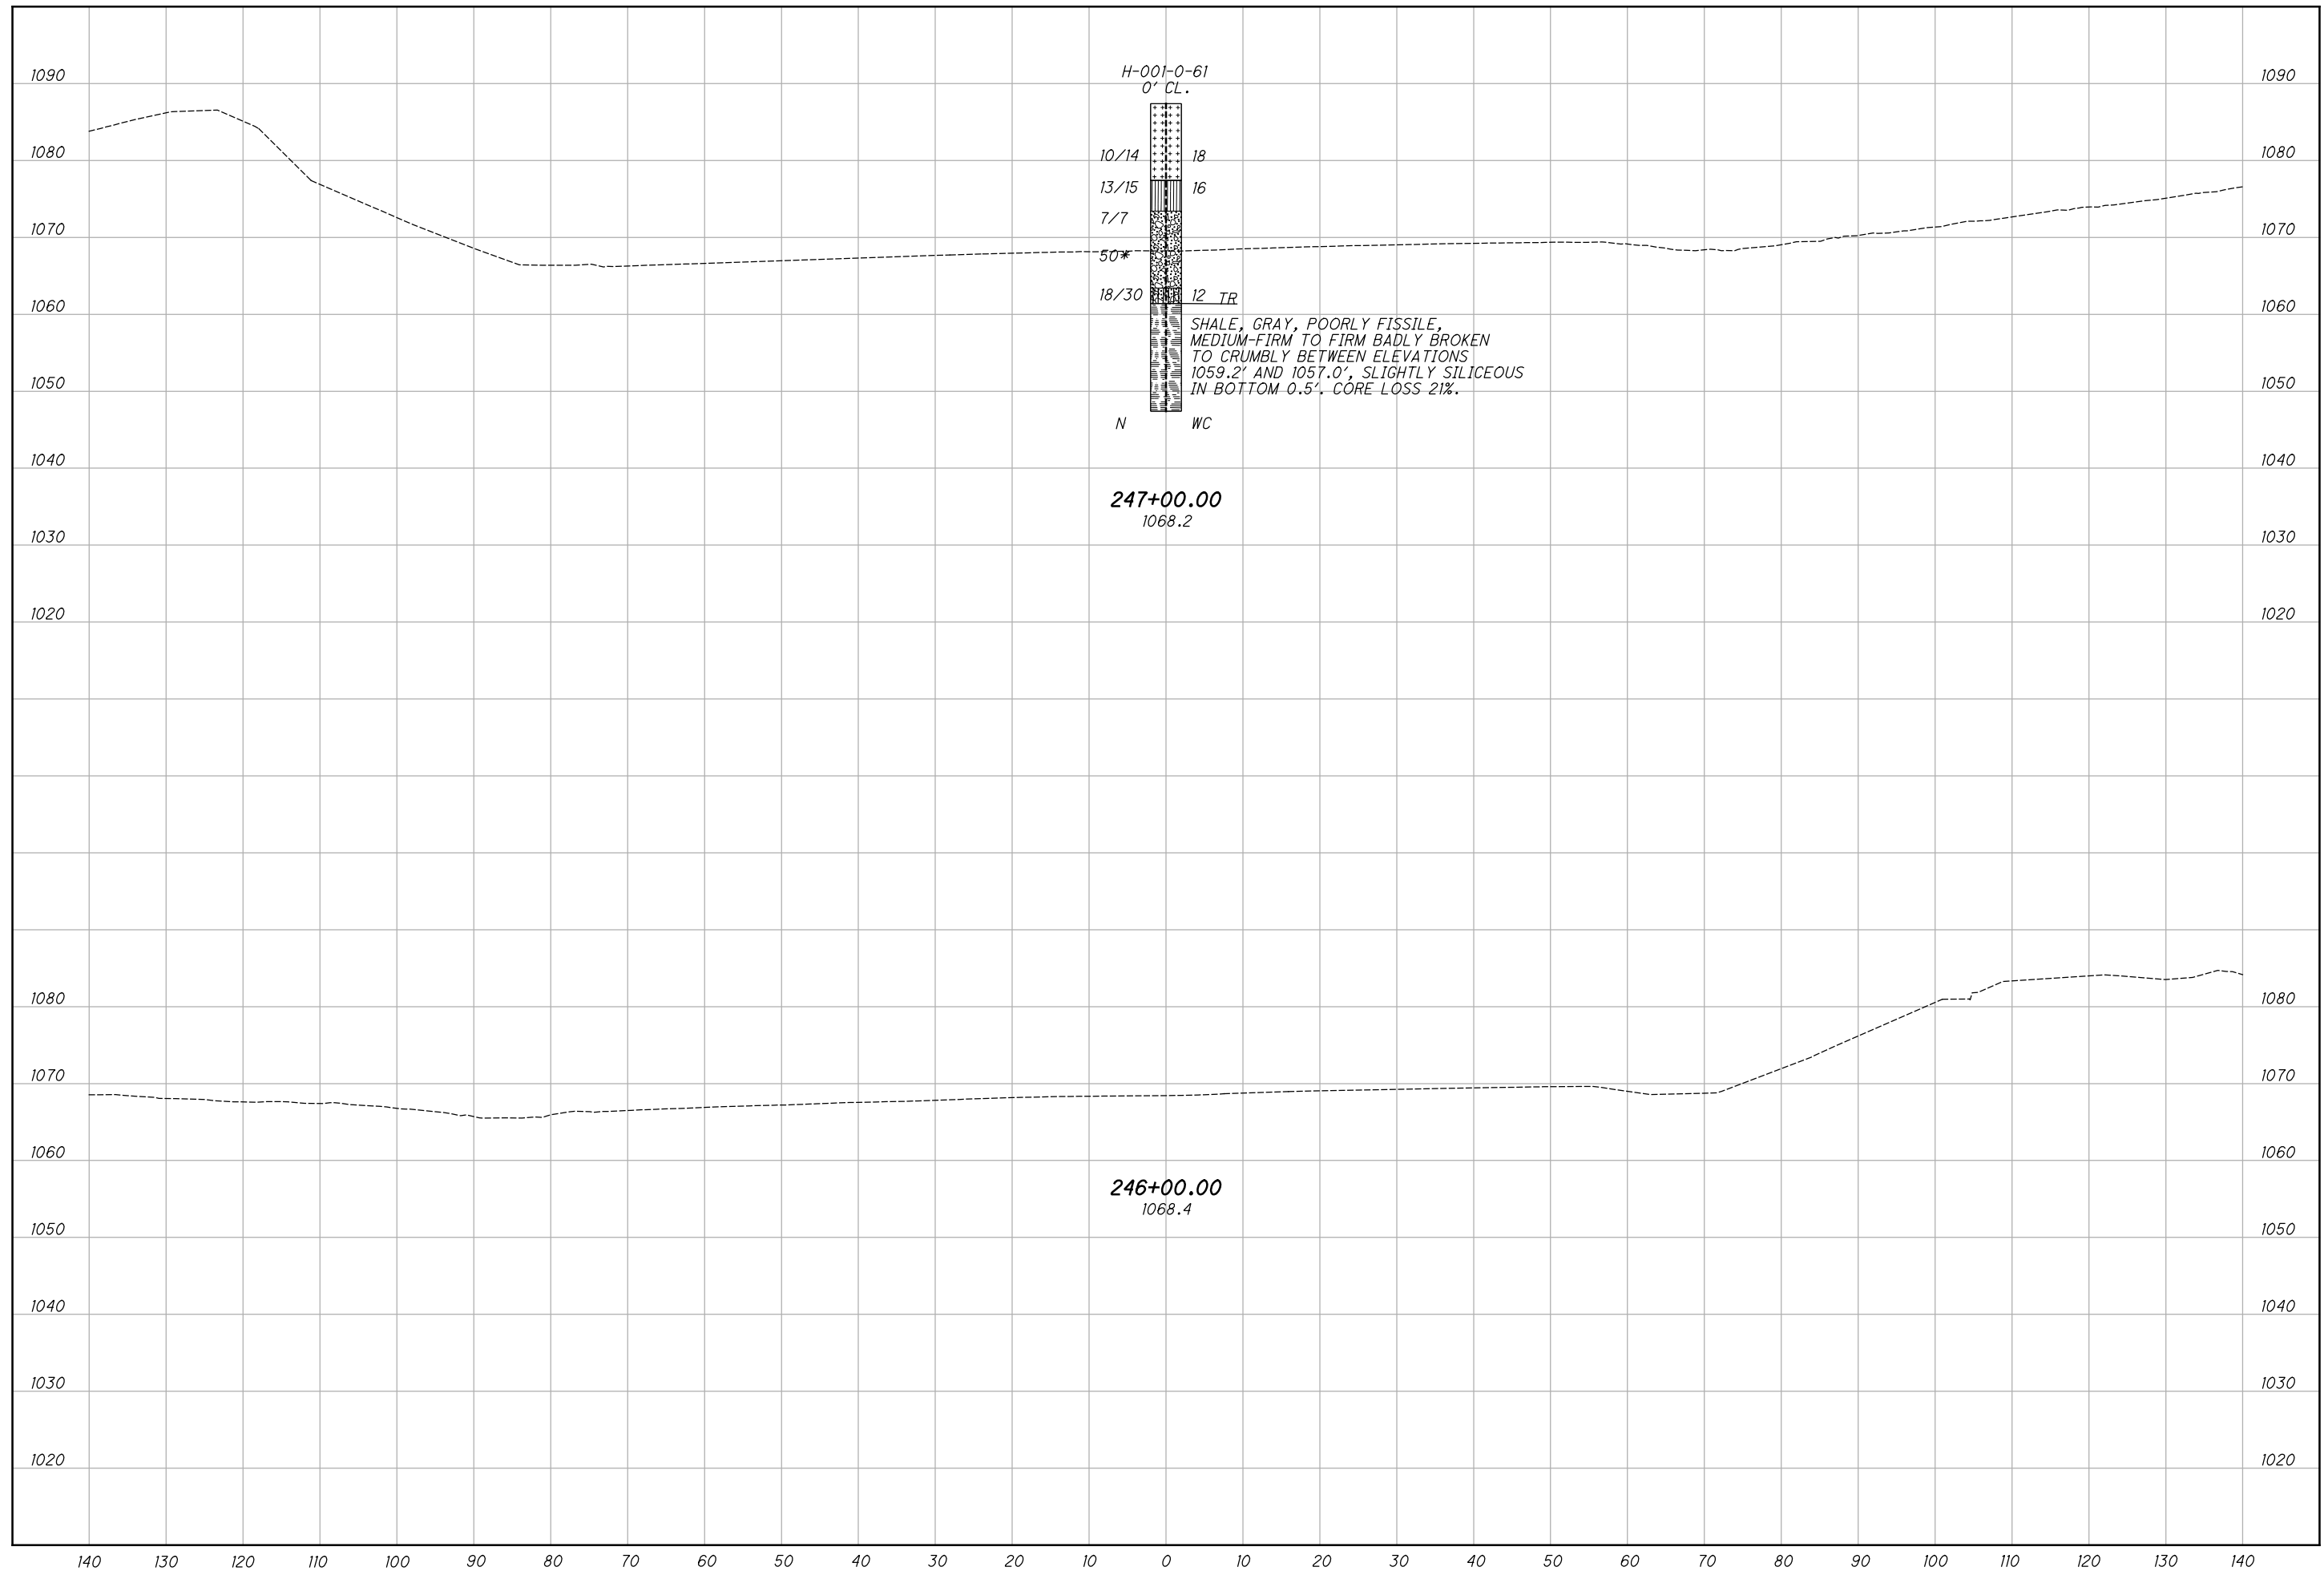 H-001-0-61
0' CL.
1090 1090
1080 10/14 18 1080
13/15 16
7/7
1070 1070
50*
18/30 12 TR
1060 1060
SHALE, GRAY, POORLY FISSILE,
MEDIUM-FIRM TO FIRM BADLY BROKEN
TO CRUMBLY BETWEEN ELEVATIONS
1059.2' AND 1057.0', SLIGHTLY SILICEOUS
1050 IN BOTTOM 0.5'. CORE LOSS 21%. 1050
N WC
1040 1040
247+00.00
1068.2
1030 1030
1020 1020
1080 1080
1070 1070
1060 1060
246+00.00
1068.4
1050 1050
1040 1040
1030 1030
1020 1020
140 130 120 110 100 90 80 70 60 50 40 30 20 10 0 10 20 30 40 50 60 70 80 90 100 110 120 130 140